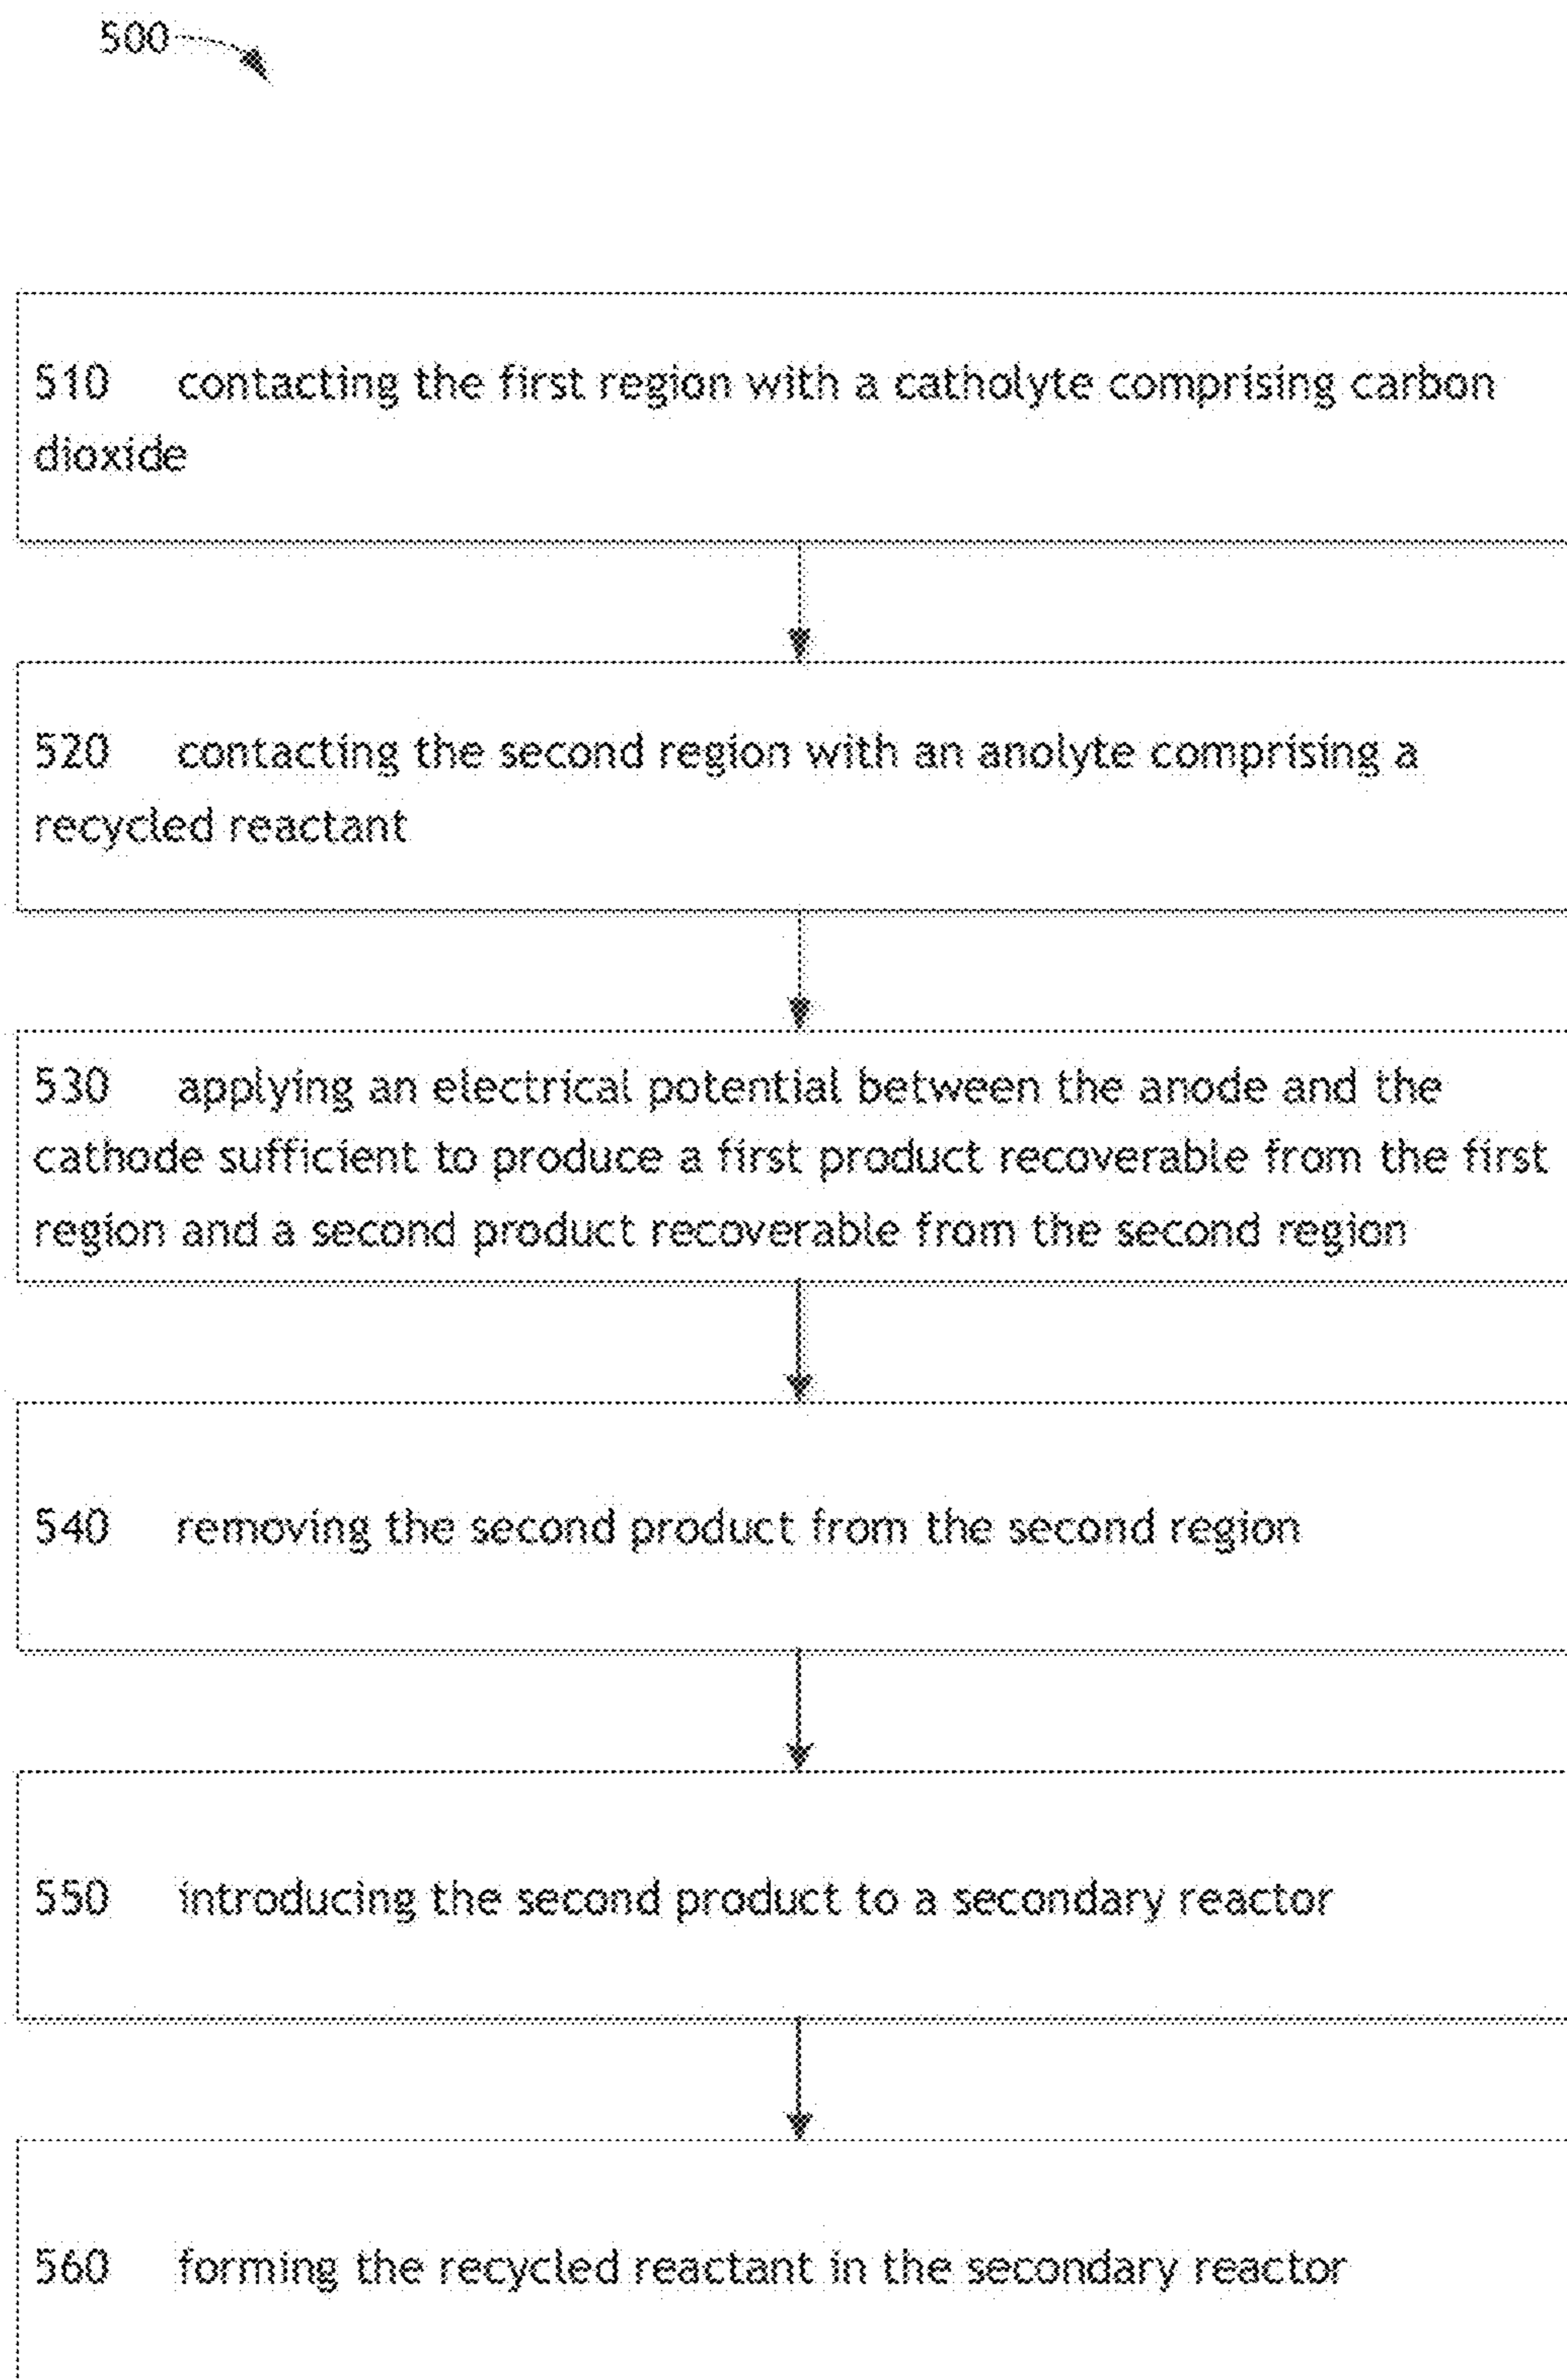 500
510 contacting the first region with a catholyte comprising carbon
dioxide
520 contacting the second region with an anolyte comprising a
recycled reactant
530 applying an electrical potential between the anode and the
cathode sufficient to produce a first product recoverable from the first
region and a second product recoverable from the second region
540 removing the second product from the second region
550 introducing the second product to a secondary reactor
560 forming the recycled reactant in the secondary reactor